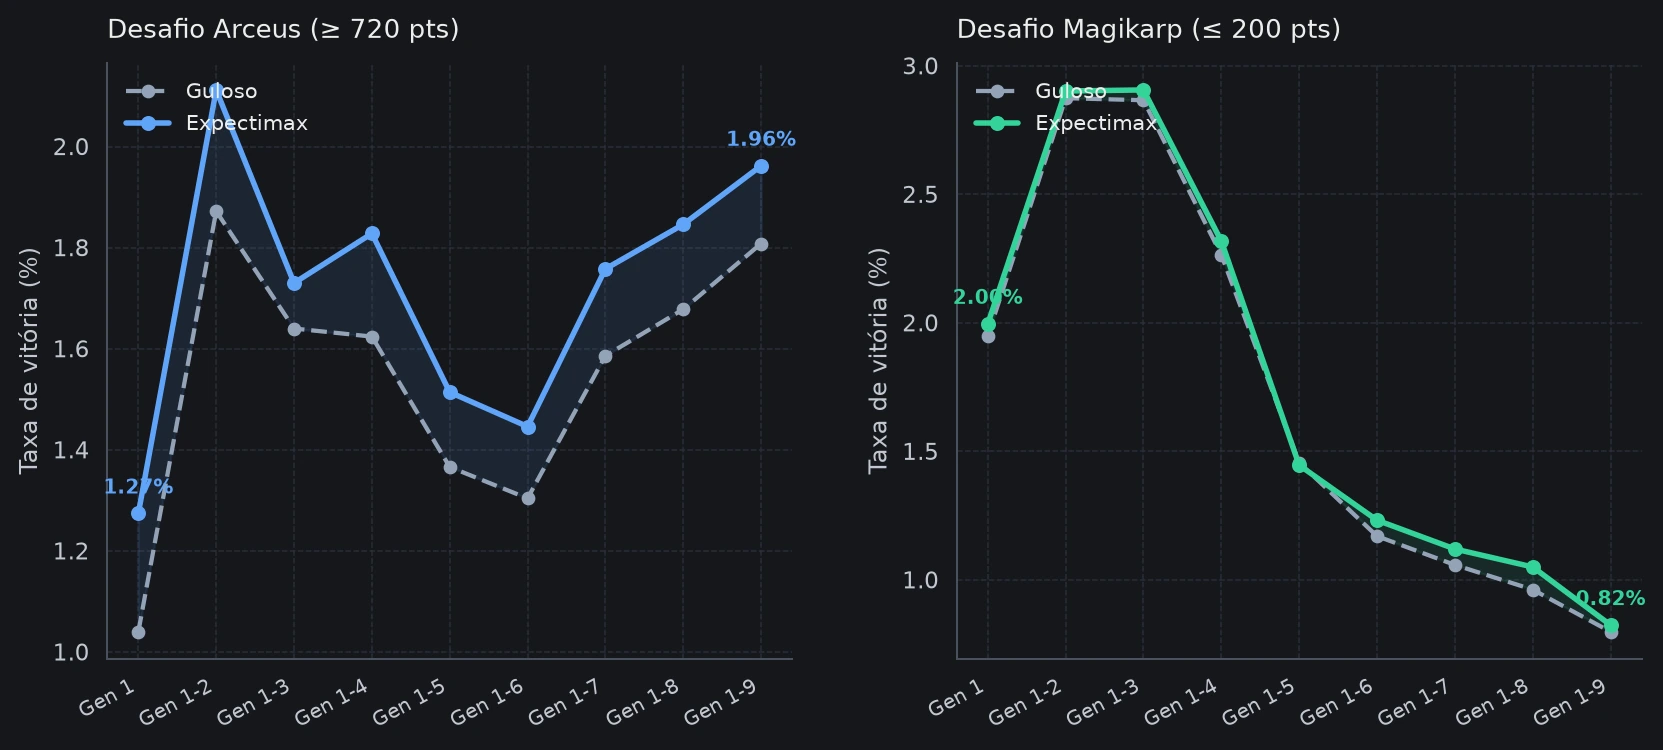 Desafio Arceus (≥ 720 pts)
Guloso
Expectimax
1.27%
1.96%
Taxa de vitória (%)
2.0
1.8
1.6
1.4
1.2
1.0
Gen 1
Gen 1-2
Gen 1-3
Gen 1-4
Gen 1-5
Gen 1-6
Gen 1-7
Gen 1-8
Gen 1-9
Desafio Magikarp (≤ 200 pts)
Guloso
Expectimax
2.00%
0.82%
Taxa de vitória (%)
3.0
2.5
2.0
1.5
1.0
Gen 1
Gen 1-2
Gen 1-3
Gen 1-4
Gen 1-5
Gen 1-6
Gen 1-7
Gen 1-8
Gen 1-9